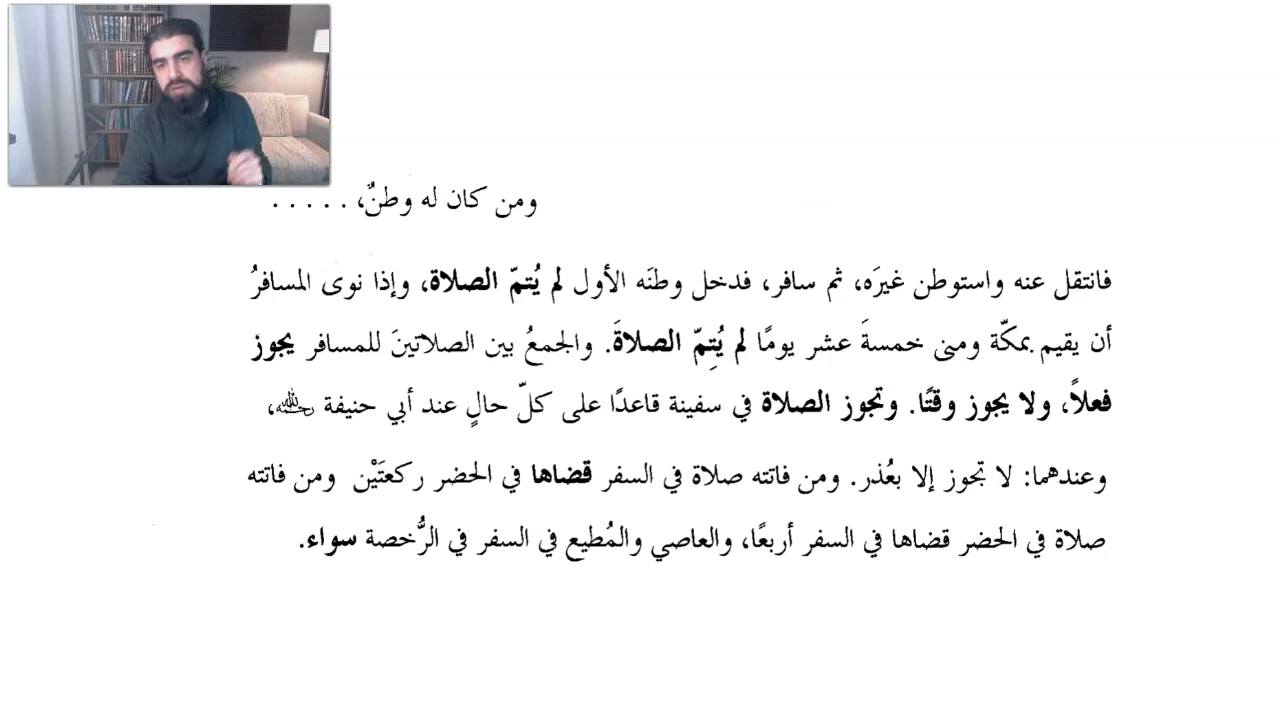 ومن كان له وطنٌ، . . . . .
فانتقل عنه واستوطن غيرَه، ثم سافر، فدخل وطنَه الأول لم يُتمّ الصلاة، وإذا نوى المسافرُ
أن يقيم بمكّة ومنى خمسةَ عشر يومًا لم يُتِمّ الصلاةَ. والجمعُ بين الصلاتينَ للمسافر يجوز
فعلاً، ولا يجوز وقتًا. وتجوز الصلاة في سفينة قاعدًا على كلّ حالٍ عند أبي حنيفة رحمه الله،
وعندهما: لا تجوز إلا بعُذر. ومن فاتته صلاة في السفر قضاها في الحضر ركعتَيْن ومن فاتته
صلاة في الحضر قضاها في السفر أربعًا، والعاصي والمُطيع في السفر في الرُّخصة سواء.